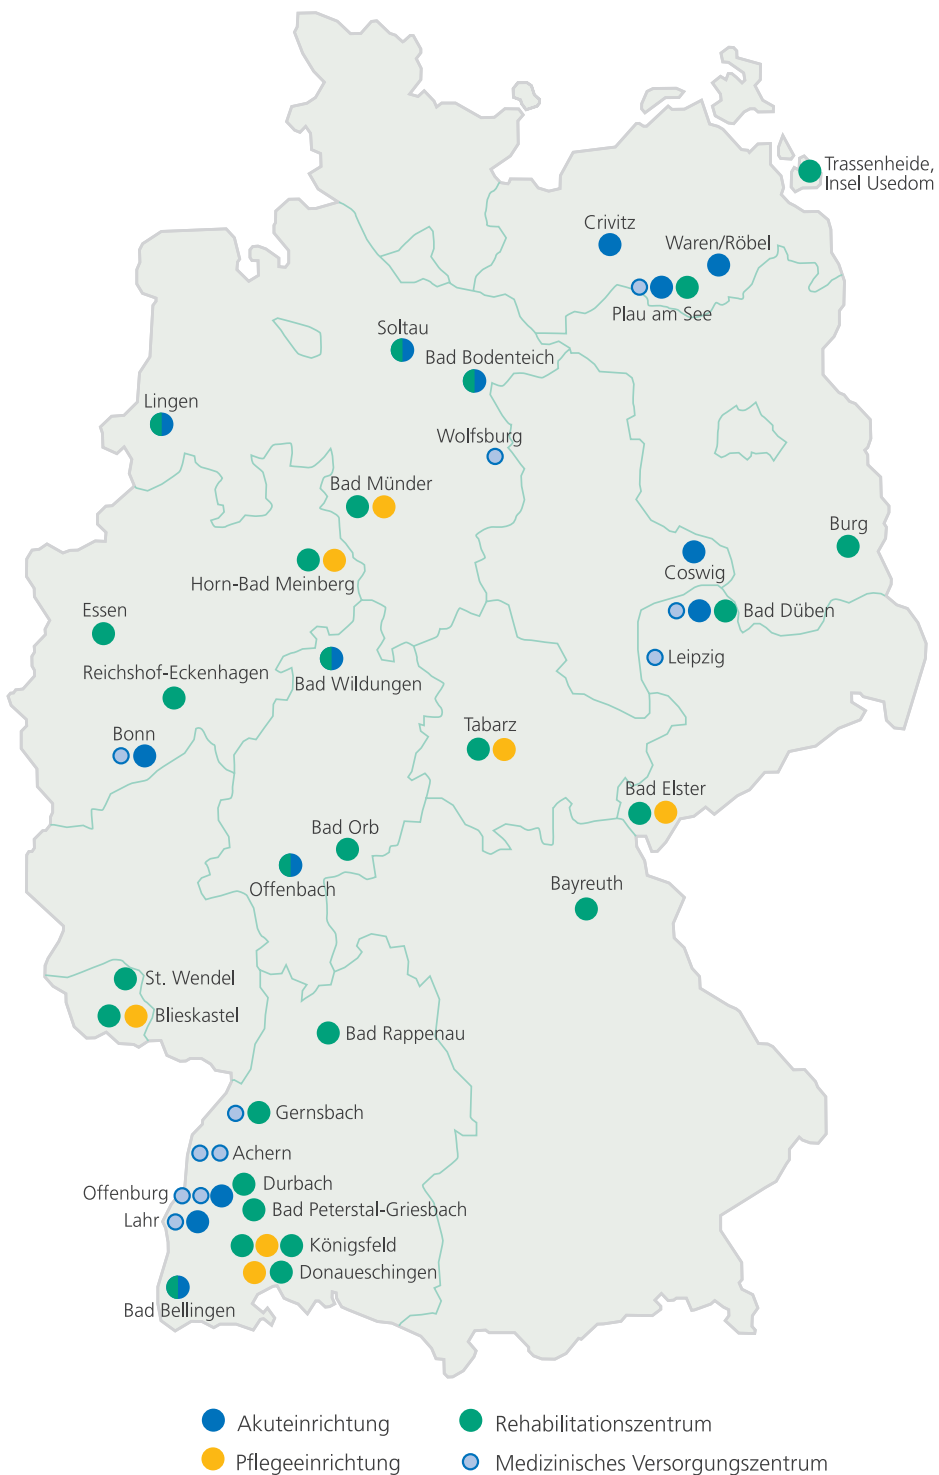 Trassenheide,
Insel Usedom
Crivitz
Waren/Röbel
Plau am See
Soltau
Bad Bodenteich
Lingen
Wolfsburg
Bad Münder
Burg
Coswig
Horn-Bad Meinberg
Essen
Bad Düben
Leipzig
Reichshof-Eckenhagen
Bad Wildungen
Bonn
Tabarz
Bad Elster
Bad Orb
Offenbach
Bayreuth
St. Wendel
Blieskastel
Bad Rappenau
Gernsbach
Achern
Durbach
Offenburg
Bad Peterstal-Griesbach
Lahr
Königsfeld
Donaueschingen
Bad Bellingen
Akuteinrichtung
Rehabilitationszentrum
Pflegeeinrichtung
Medizinisches Versorgungszentrum